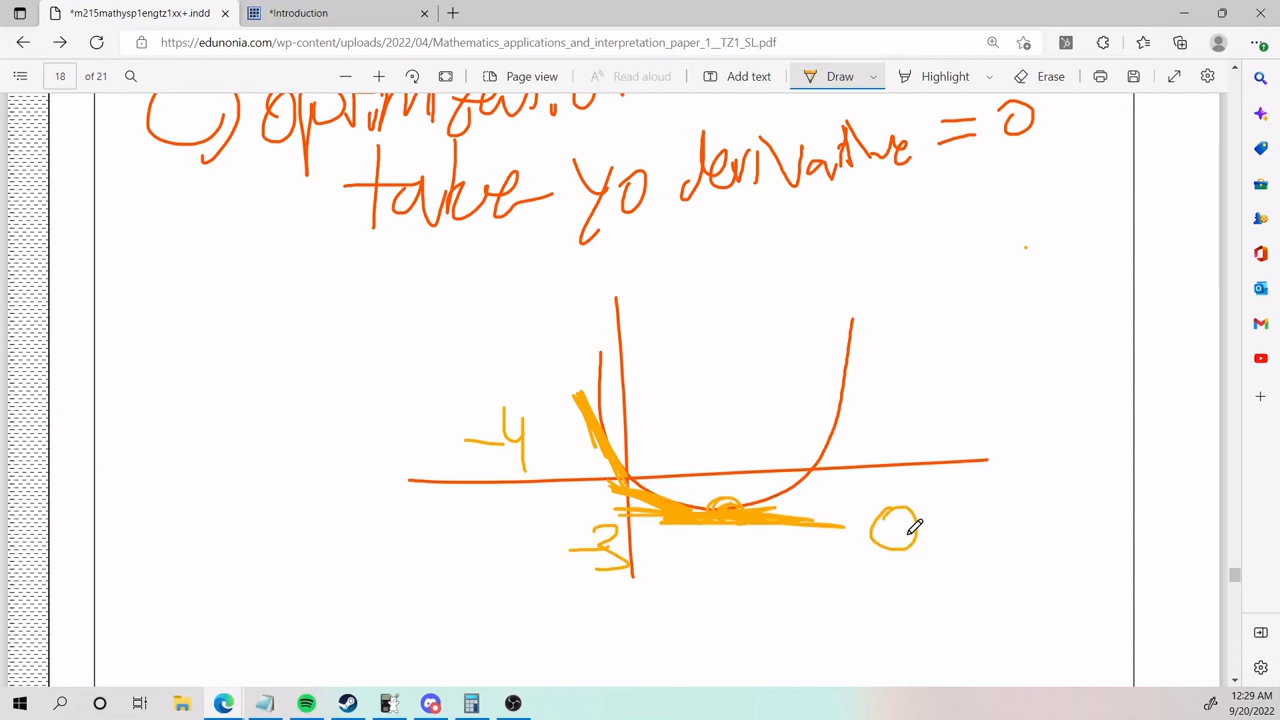 *m215mathysp1engtz1xx+.indd
*Introduction
https://edunonia.com/wp-content/uploads/2022/04/Mathematics_applications_and_interpretation_paper_1__TZ1_SL.pdf
18 of 21
Page view
Read aloud
Add text
Draw
Highlight
Erase
take yo derivative = 0
-4
-3
0
12:29 AM
9/20/2022